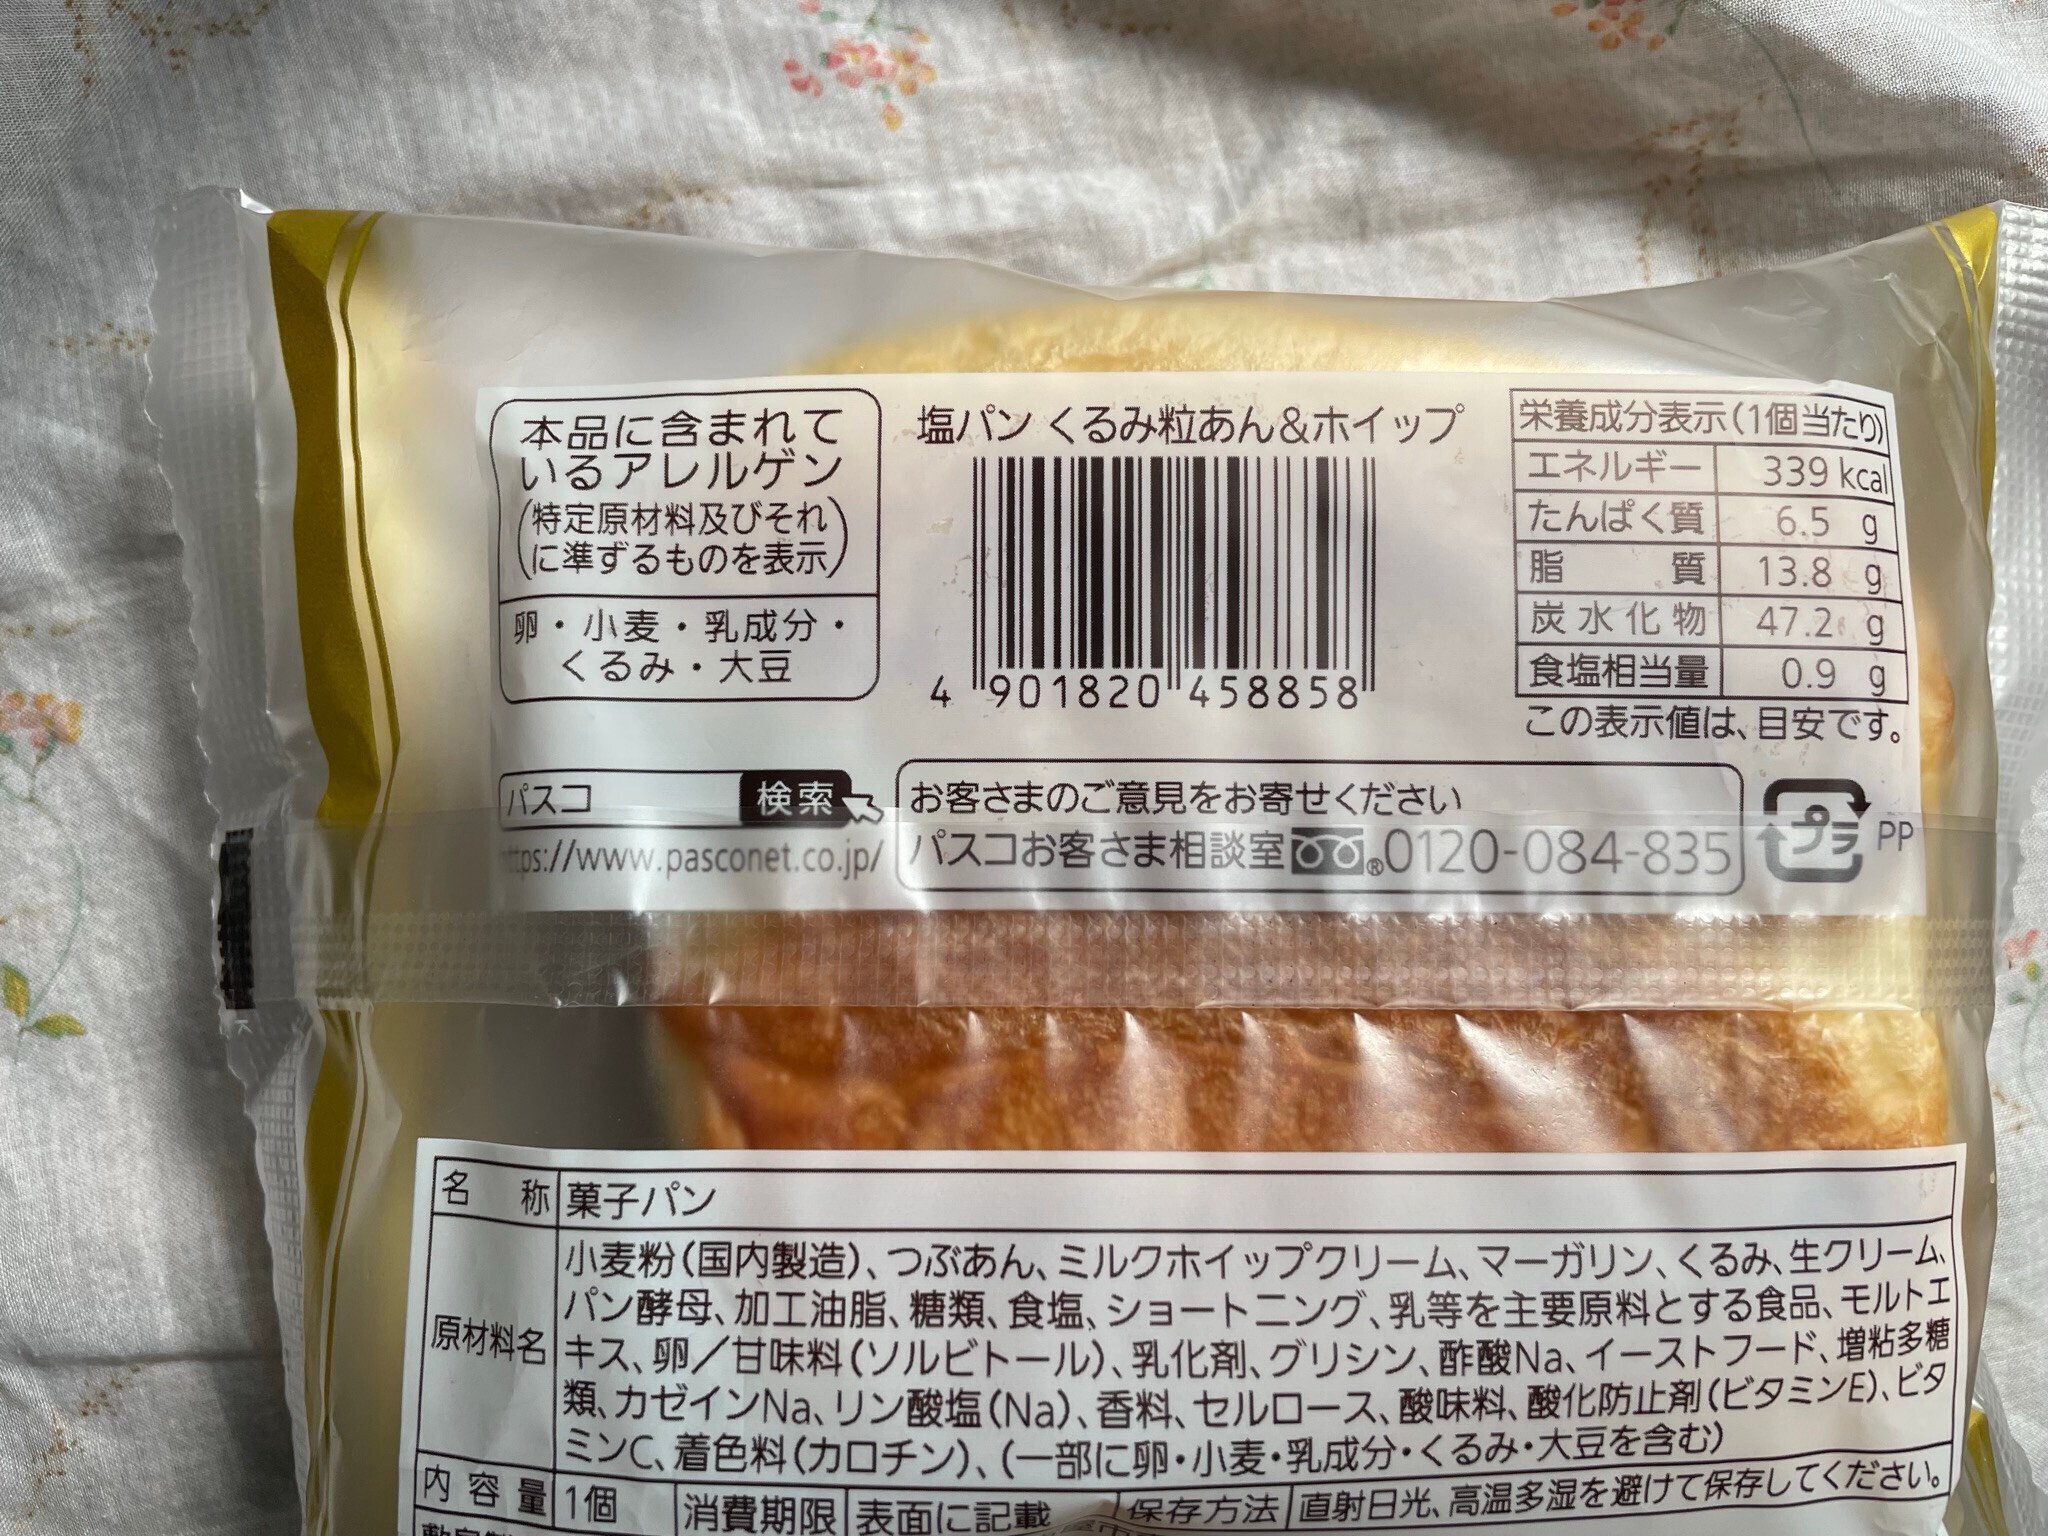 本品に含まれて
いるアレルゲン
(特定原材料及びそれ
に準ずるものを表示)
卵・小麦・乳成分・
くるみ・大豆
塩パン くるみ粒あん&ホイップ
4 901820 458858
栄養成分表示(1個当たり)
エネルギー 339 kcal
たんぱく質 6.5 g
脂質 13.8 g
炭水化物 47.2 g
食塩相当量 0.9 g
この表示値は、目安です。
パスコ 検索
ps://www.pasconet.co.jp/
お客さまのご意見をお寄せください
パスコお客さま相談室 ®0120-084-835
プラ PP
K
名称 菓子パン
原材料名
小麦粉(国内製造)、つぶあん、ミルクホイップクリーム、マーガリン、くるみ、生クリーム、
パン酵母、加工油脂、糖類、食塩、ショートニング、乳等を主要原料とする食品、モルトエ
キス、卵/甘味料(ソルビトール)、乳化剤、グリシン、酢酸Na、イーストフード、増粘多糖
類、カゼインNa、リン酸塩(Na)、香料、セルロース、酸味料、酸化防止剤(ビタミンE)、ビタ
ミンC、着色料(カロチン)、(一部に卵・小麦・乳成分・くるみ・大豆を含む)
内容量 1個 消費期限 表面に記載 保存方法 直射日光、高温多湿を避けて保存してください。